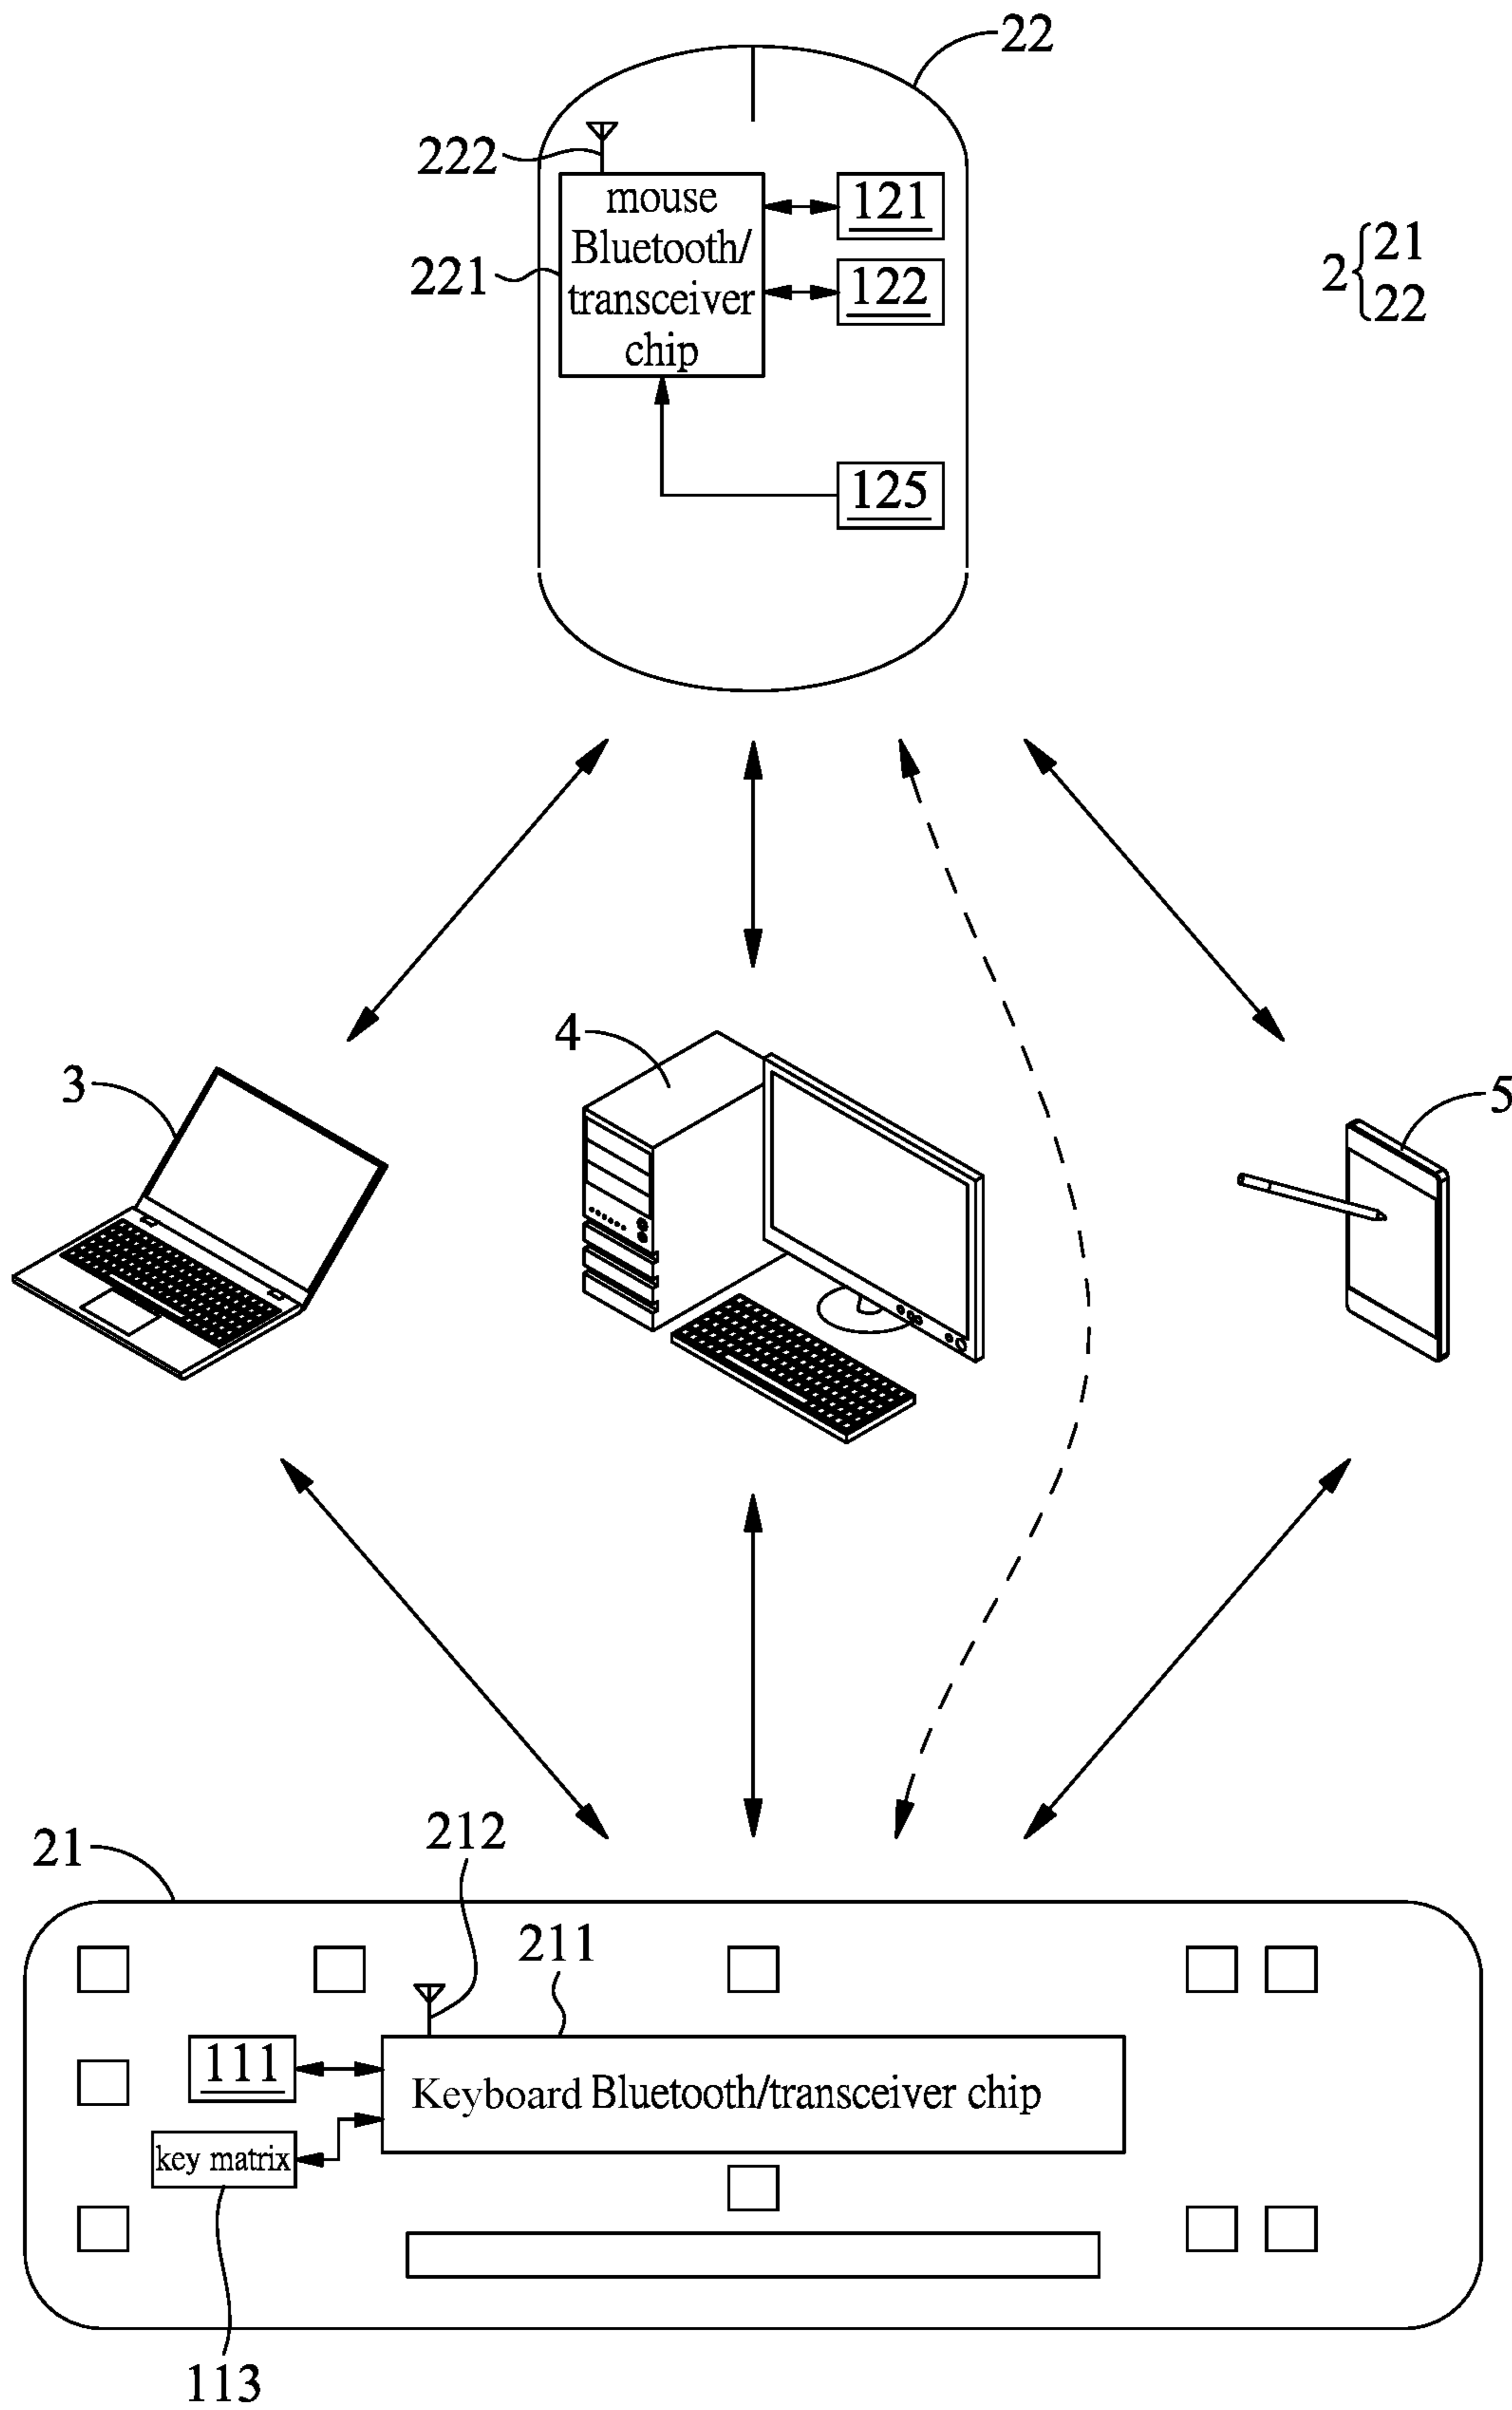 22
222
mouse
Bluetooth/
transceiver
chip
121
221
122
125
2 { 21
22
3
4
5
21
212
211
111
Keyboard Bluetooth/transceiver chip
key matrix
113